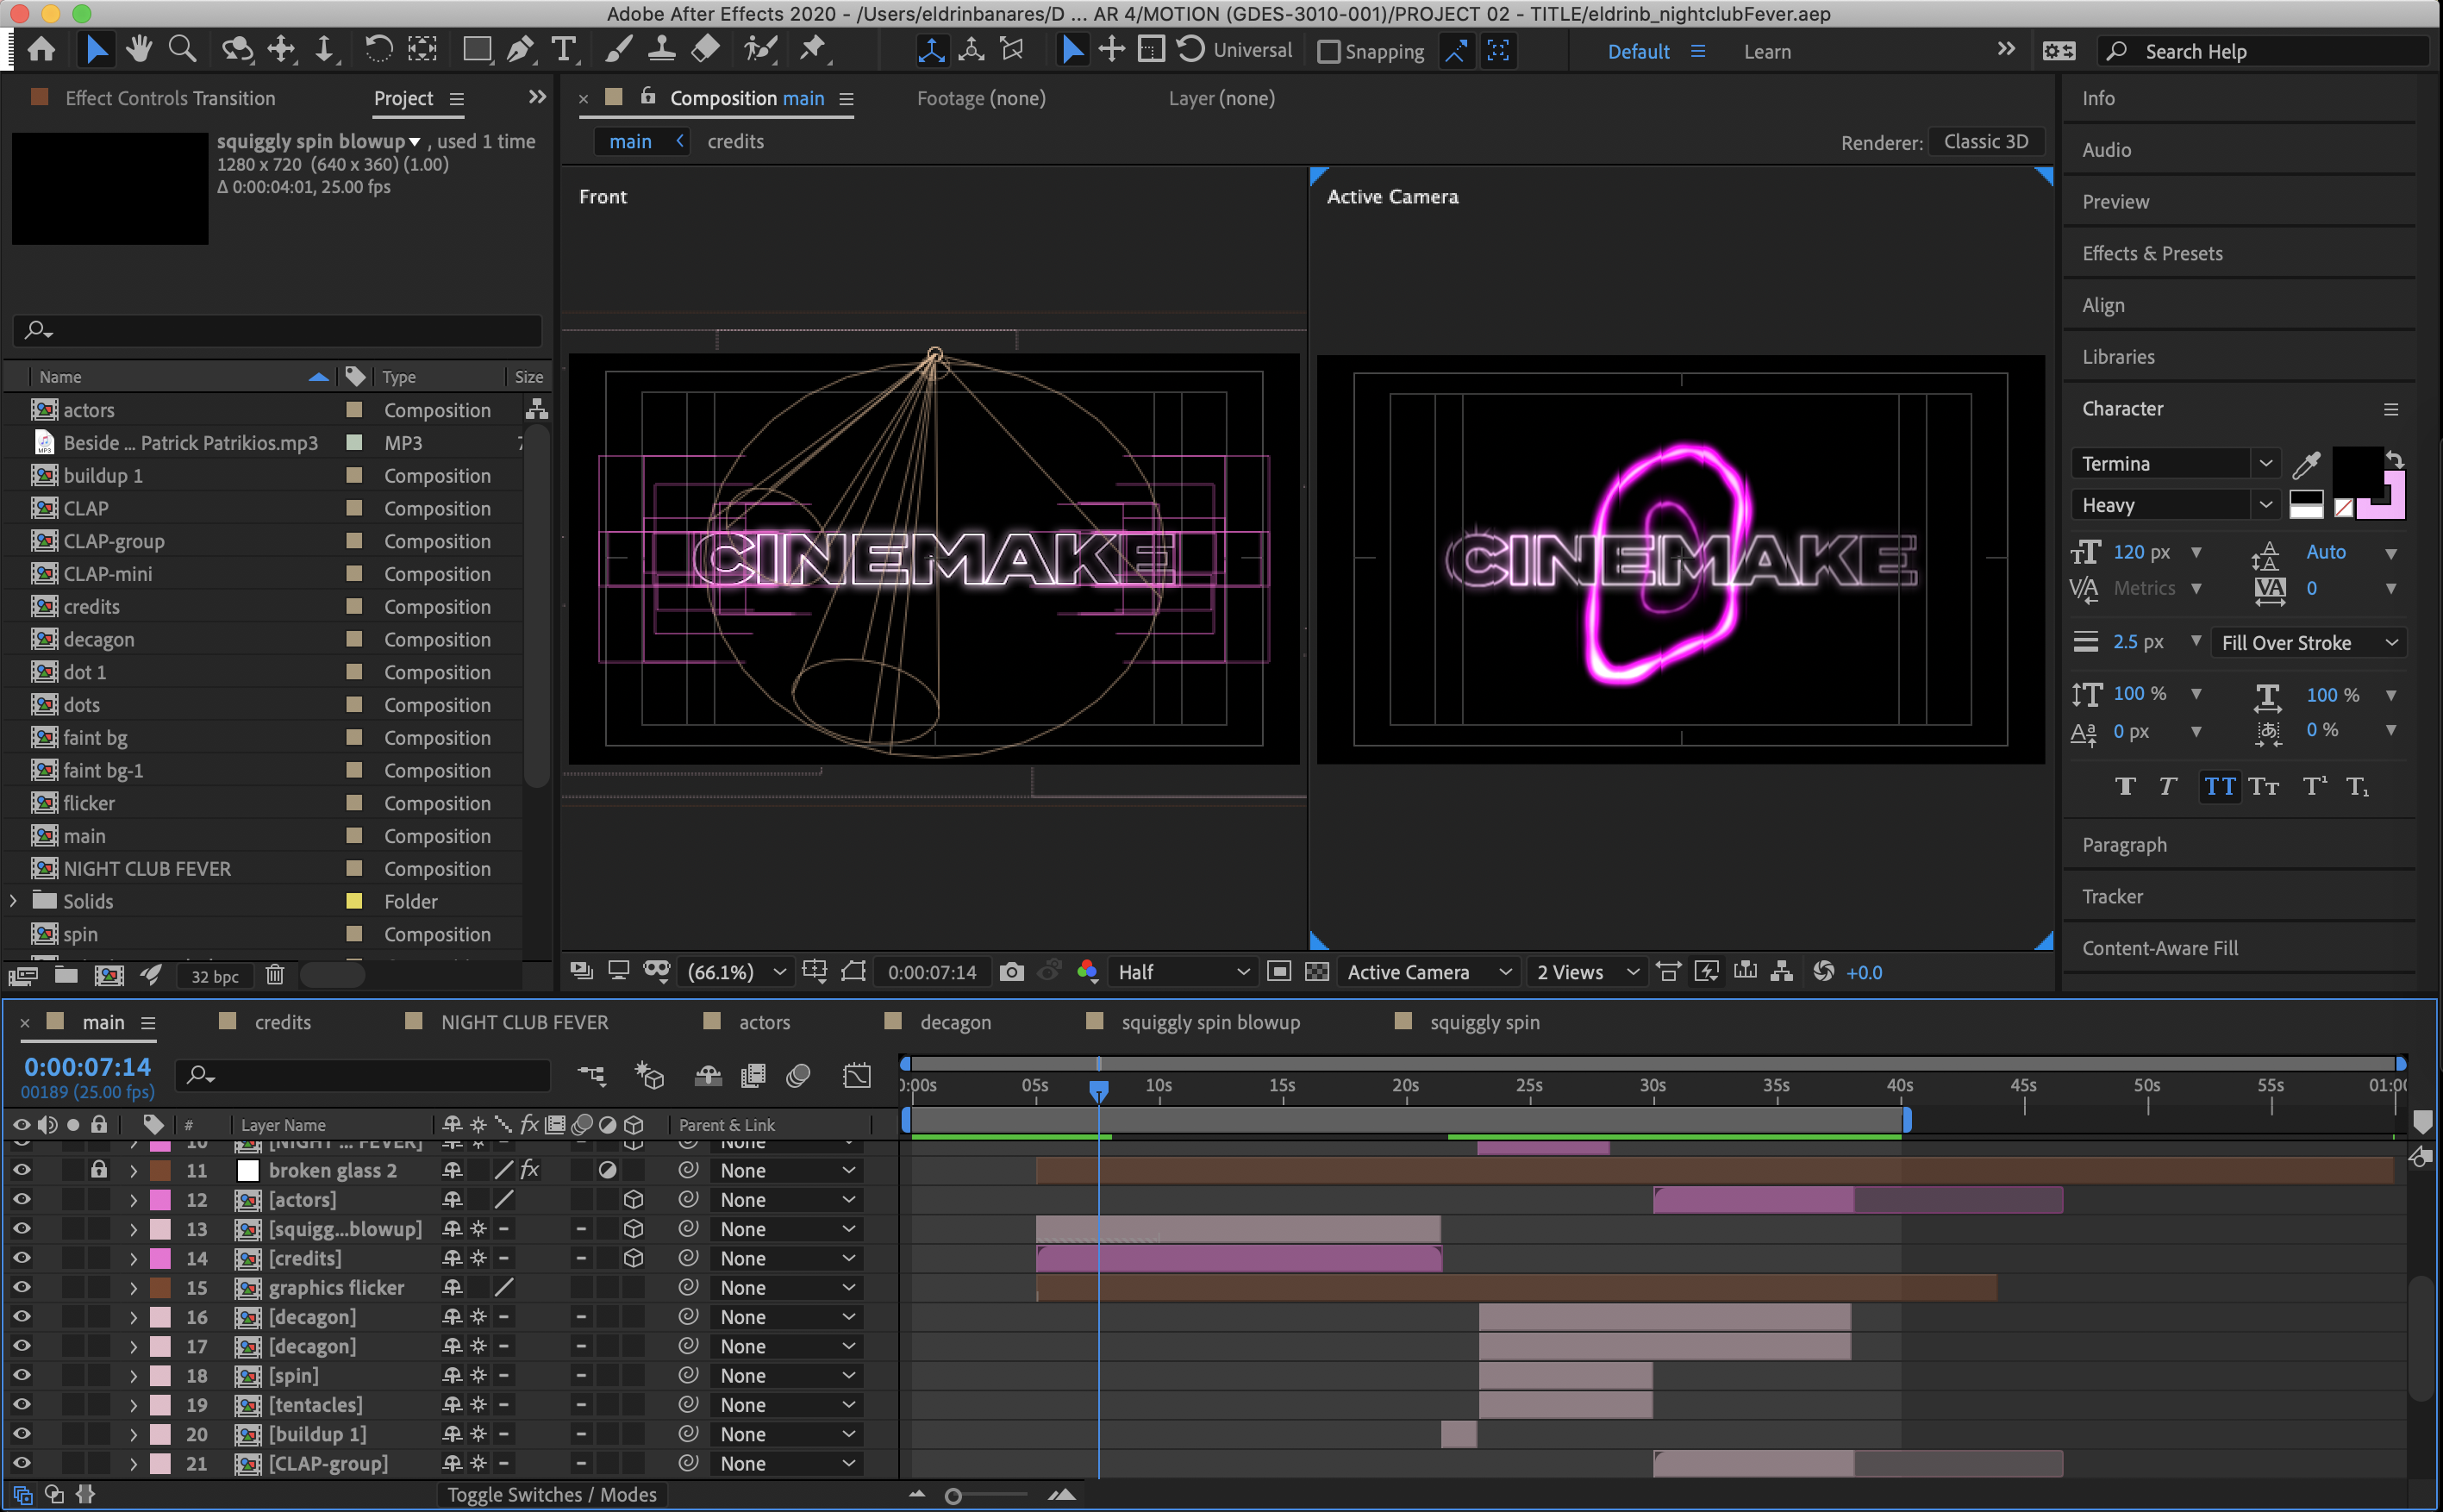 Adobe After Effects 2020 - /Users/eldrinbanares/D ... AR 4/MOTION (GDES-3010-001)/PROJECT 02 - TITLE/eldrinb_nightclubFever.aep
Universal Snapping Default Learn Search Help
Effect Controls Transition Project
squiggly spin blowup , used 1 time
1280 x 720 (640 x 360) (1.00)
Δ 0:00:04:01, 25.00 fps
Name Type Size
actors Composition
Beside ... Patrick Patrikios.mp3 MP3
buildup 1 Composition
CLAP Composition
CLAP-group Composition
CLAP-mini Composition
credits Composition
decagon Composition
dot 1 Composition
dots Composition
faint bg Composition
faint bg-1 Composition
flicker Composition
main Composition
NIGHT CLUB FEVER Composition
Solids Folder
spin Composition
32 bpc
Composition main Footage (none) Layer (none)
main credits Renderer: Classic 3D
Front
CINEMAKE
Active Camera
CINEMAKE
(66.1%) 0:00:07:14 Half Active Camera 2 Views +0.0
Info
Audio
Preview
Effects & Presets
Align
Libraries
Character
Termina
Heavy
120 px Auto
Metrics 0
2.5 px Fill Over Stroke
100 % 100 %
0 px 0 %
T T TT Tт T¹ T₁
Paragraph
Tracker
Content-Aware Fill
main credits NIGHT CLUB FEVER actors decagon squiggly spin blowup squiggly spin
0:00:07:14
00189 (25.00 fps)
05s 10s 15s 20s 25s 30s 35s 40s 45s 50s 55s
# Layer Name fx Parent & Link
10 [NIGHT ... FEVER] None
11 broken glass 2 fx None
12 [actors] None
13 [squigg...blowup] None
14 [credits] None
15 graphics flicker None
16 [decagon] None
17 [decagon] None
18 [spin] None
19 [tentacles] None
20 [buildup 1] None
21 [CLAP-group] None
Toggle Switches / Modes